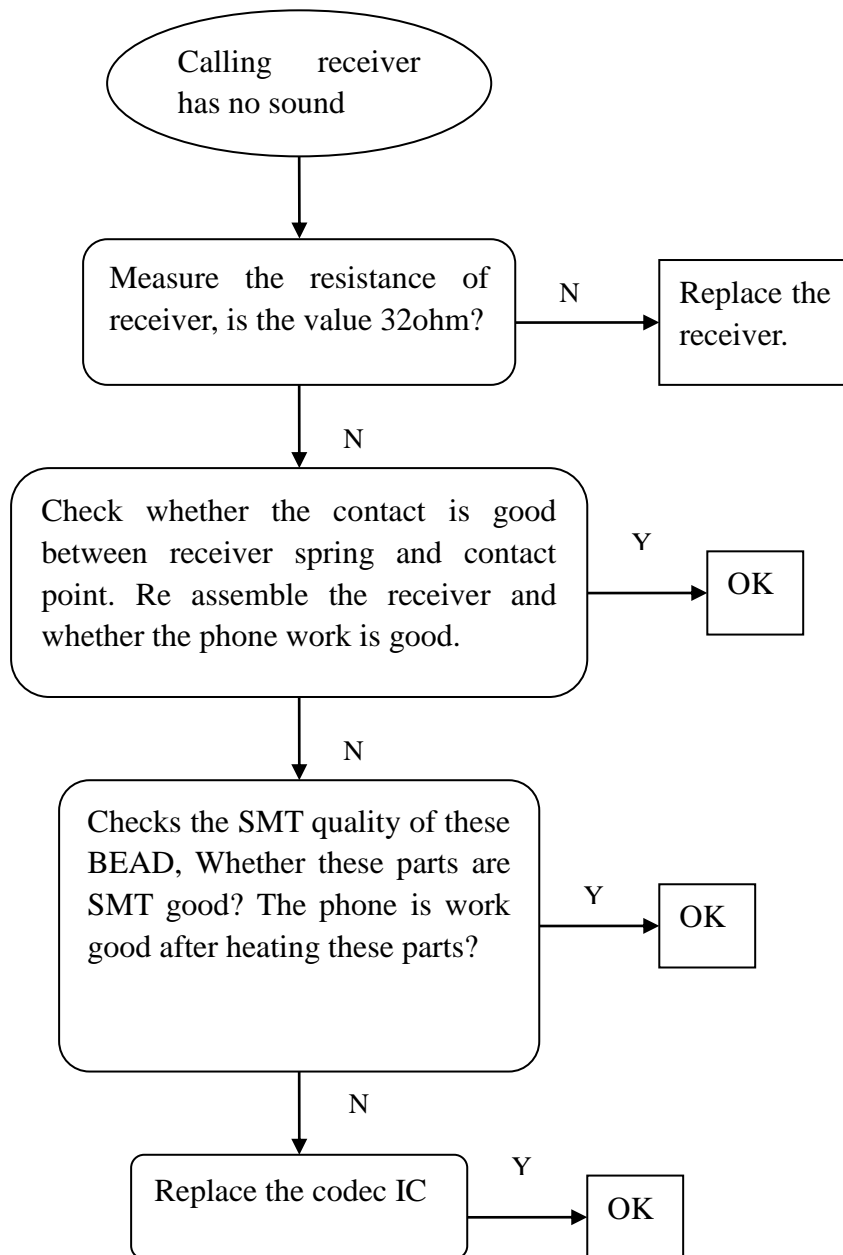 Calling receiver
has no sound
Measure the resistance of
receiver, is the value 32ohm?
N
Replace the
receiver.
N
Check whether the contact is good
between receiver spring and contact
point. Re assemble the receiver and
whether the phone work is good.
Y
OK
N
Checks the SMT quality of these
BEAD, Whether these parts are
SMT good? The phone is work
good after heating these parts?
Y
OK
N
Replace the codec IC
Y
OK